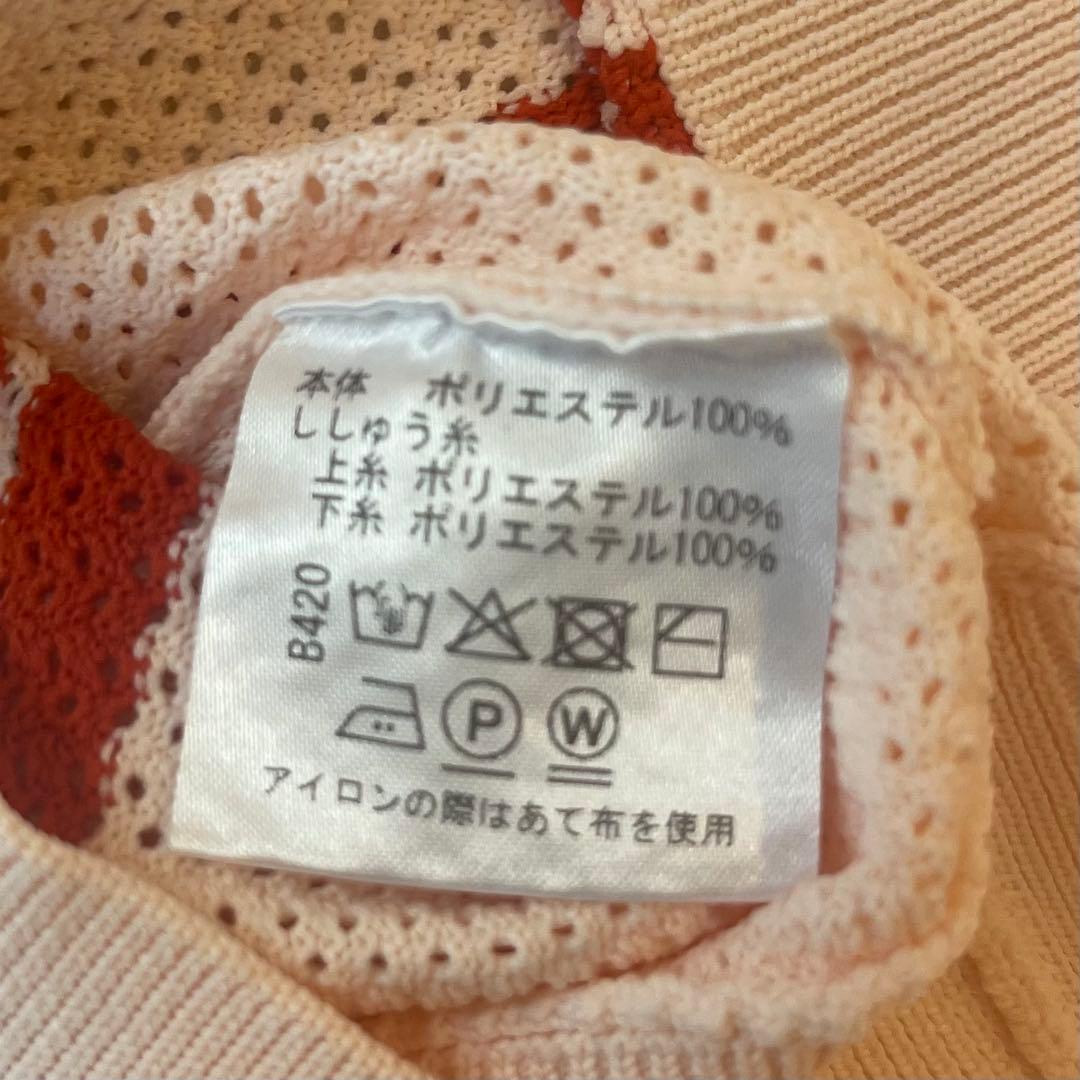 本体 ポリエステル100%
ししゅう糸
上糸 ポリエステル100%
下糸 ポリエステル100%
B420
P W
アイロンの際はあて布を使用